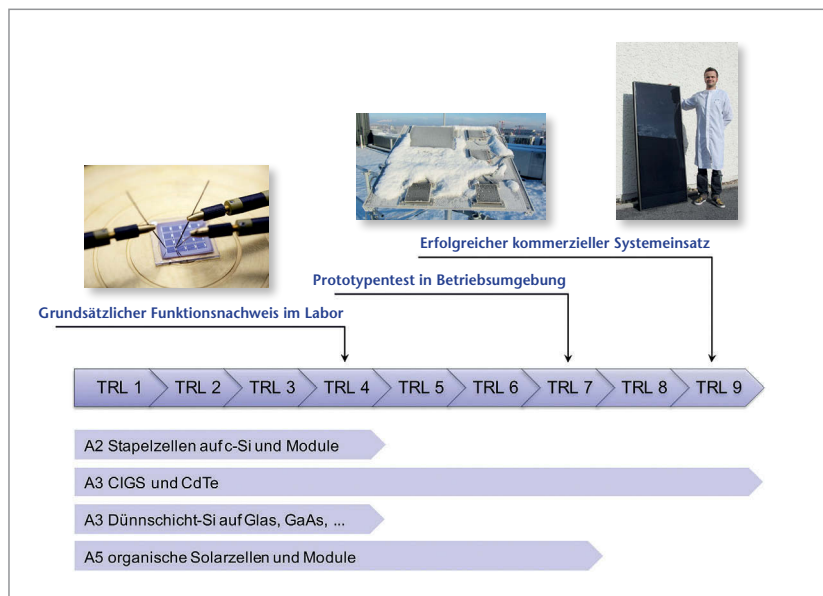 Erfolgreicher kommerzieller Systemeinsatz
Prototypentest in Betriebsumgebung
Grundsätzlicher Funktionsnachweis im Labor
TRL 1 TRL 2 TRL 3 TRL 4 TRL 5 TRL 6 TRL 7 TRL 8 TRL 9
A2 Stapelzellen auf c-Si und Module
A3 CIGS und CdTe
A3 Dünnschicht-Si auf Glas, GaAs, ...
A5 organische Solarzellen und Module